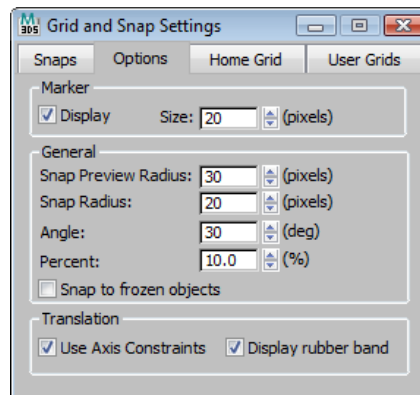 3DS Grid and Snap Settings
Snaps Options Home Grid User Grids
Marker
Display Size: 20 (pixels)
General
Snap Preview Radius: 30 (pixels)
Snap Radius: 20 (pixels)
Angle: 30 (deg)
Percent: 10.0 (%)
Snap to frozen objects
Translation
Use Axis Constraints Display rubber band